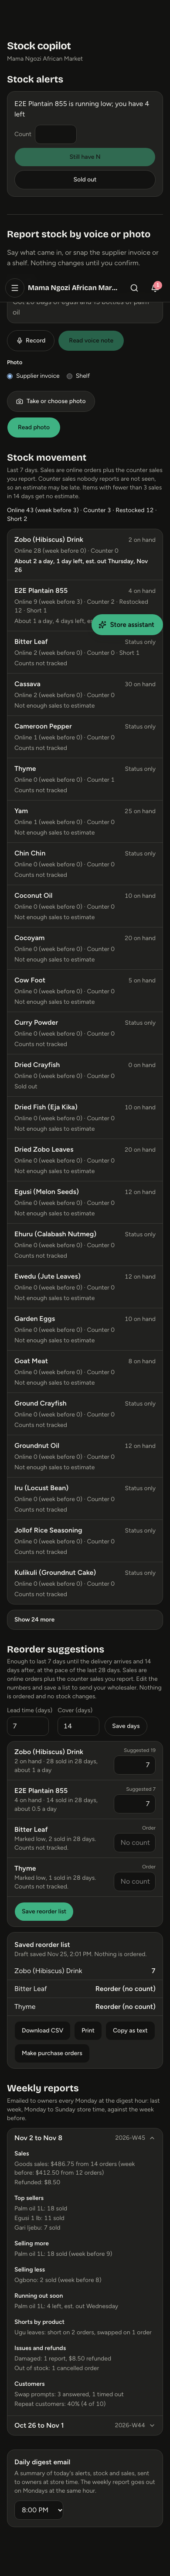 Stock copilot
Mama Ngozi African Market
Stock alerts
E2E Plantain 855 is running low; you have 4
left
Count
Still have N
Sold out
Report stock by voice or photo
Say what came in, or snap the supplier invoice or
a shelf. Nothing changes until you confirm.
Mama Ngozi African Mar...
oil
Record
Read voice note
Photo
Supplier invoice
Shelf
Take or choose photo
Read photo
Stock movement
Last 7 days. Sales are online orders plus the counter sales
you report. Counter sales nobody reports are not seen,
so an estimate may be late. Items with fewer than 3 sales
in 14 days get no estimate.
Online 43 (week before 3) · Counter 3 · Restocked 12 ·
Short 2
Zobo (Hibiscus) Drink 2 on hand
Online 28 (week before 0) · Counter 0
About 2 a day, 1 day left, est. out Thursday, Nov
26
E2E Plantain 855 4 on hand
Online 9 (week before 3) · Counter 2 · Restocked
12 · Short 1
About 1 a day, 4 days left, es
Store assistant
Bitter Leaf Status only
Online 2 (week before 0) · Counter 0 · Short 1
Counts not tracked
Cassava 30 on hand
Online 2 (week before 0) · Counter 0
Not enough sales to estimate
Cameroon Pepper Status only
Online 1 (week before 0) · Counter 0
Counts not tracked
Thyme Status only
Online 0 (week before 0) · Counter 1
Counts not tracked
Yam 25 on hand
Online 1 (week before 0) · Counter 0
Not enough sales to estimate
Chin Chin Status only
Online 0 (week before 0) · Counter 0
Counts not tracked
Coconut Oil 10 on hand
Online 0 (week before 0) · Counter 0
Not enough sales to estimate
Cocoyam 20 on hand
Online 0 (week before 0) · Counter 0
Not enough sales to estimate
Cow Foot 5 on hand
Online 0 (week before 0) · Counter 0
Not enough sales to estimate
Curry Powder Status only
Online 0 (week before 0) · Counter 0
Counts not tracked
Dried Crayfish 0 on hand
Online 0 (week before 0) · Counter 0
Sold out
Dried Fish (Eja Kika) 10 on hand
Online 0 (week before 0) · Counter 0
Not enough sales to estimate
Dried Zobo Leaves 20 on hand
Online 0 (week before 0) · Counter 0
Not enough sales to estimate
Egusi (Melon Seeds) 12 on hand
Online 0 (week before 0) · Counter 0
Not enough sales to estimate
Ehuru (Calabash Nutmeg) Status only
Online 0 (week before 0) · Counter 0
Counts not tracked
Ewedu (Jute Leaves) 12 on hand
Online 0 (week before 0) · Counter 0
Not enough sales to estimate
Garden Eggs 10 on hand
Online 0 (week before 0) · Counter 0
Not enough sales to estimate
Goat Meat 8 on hand
Online 0 (week before 0) · Counter 0
Not enough sales to estimate
Ground Crayfish Status only
Online 0 (week before 0) · Counter 0
Counts not tracked
Groundnut Oil 12 on hand
Online 0 (week before 0) · Counter 0
Not enough sales to estimate
Iru (Locust Bean) Status only
Online 0 (week before 0) · Counter 0
Counts not tracked
Jollof Rice Seasoning Status only
Online 0 (week before 0) · Counter 0
Counts not tracked
Kulikuli (Groundnut Cake) Status only
Online 0 (week before 0) · Counter 0
Counts not tracked
Show 24 more
Reorder suggestions
Enough to last 7 days until the delivery arrives and 14
days after, at the pace of the last 28 days. Sales are
online orders plus the counter sales you report. Edit the
numbers and save a list to send your wholesaler. Nothing
is ordered and no stock changes.
Lead time (days) Cover (days)
7 14 Save days
Zobo (Hibiscus) Drink Suggested 19
2 on hand · 28 sold in 28 days,
about 1 a day
7
E2E Plantain 855 Suggested 7
4 on hand · 14 sold in 28 days,
about 0.5 a day
7
Bitter Leaf Order
Marked low, 2 sold in 28 days.
Counts not tracked.
No count
Thyme Order
Marked low, 1 sold in 28 days.
Counts not tracked.
No count
Save reorder list
Saved reorder list
Draft saved Nov 25, 2:01 PM. Nothing is ordered.
Zobo (Hibiscus) Drink 7
Bitter Leaf Reorder (no count)
Thyme Reorder (no count)
Download CSV Print Copy as text
Make purchase orders
Weekly reports
Emailed to owners every Monday at the digest hour: last
week, Monday to Sunday store time, against the week
before.
Nov 2 to Nov 8 2026-W45
Sales
Goods sales: $486.75 from 14 orders (week
before: $412.50 from 12 orders)
Refunded: $8.50
Top sellers
Palm oil 1L: 18 sold
Egusi 1 lb: 11 sold
Gari Ijebu: 7 sold
Selling more
Palm oil 1L: 18 sold (week before 9)
Selling less
Ogbono: 2 sold (week before 8)
Running out soon
Palm oil 1L: 4 left, est. out Wednesday
Shorts by product
Ugu leaves: short on 2 orders, swapped on 1 order
Issues and refunds
Damaged: 1 report, $8.50 refunded
Out of stock: 1 cancelled order
Customers
Swap prompts: 3 answered, 1 timed out
Repeat customers: 40% (4 of 10)
Oct 26 to Nov 1 2026-W44
Daily digest email
A summary of today's alerts, stock and sales, sent
to owners at store time. The weekly report goes out
on Mondays at the same hour.
8:00 PM